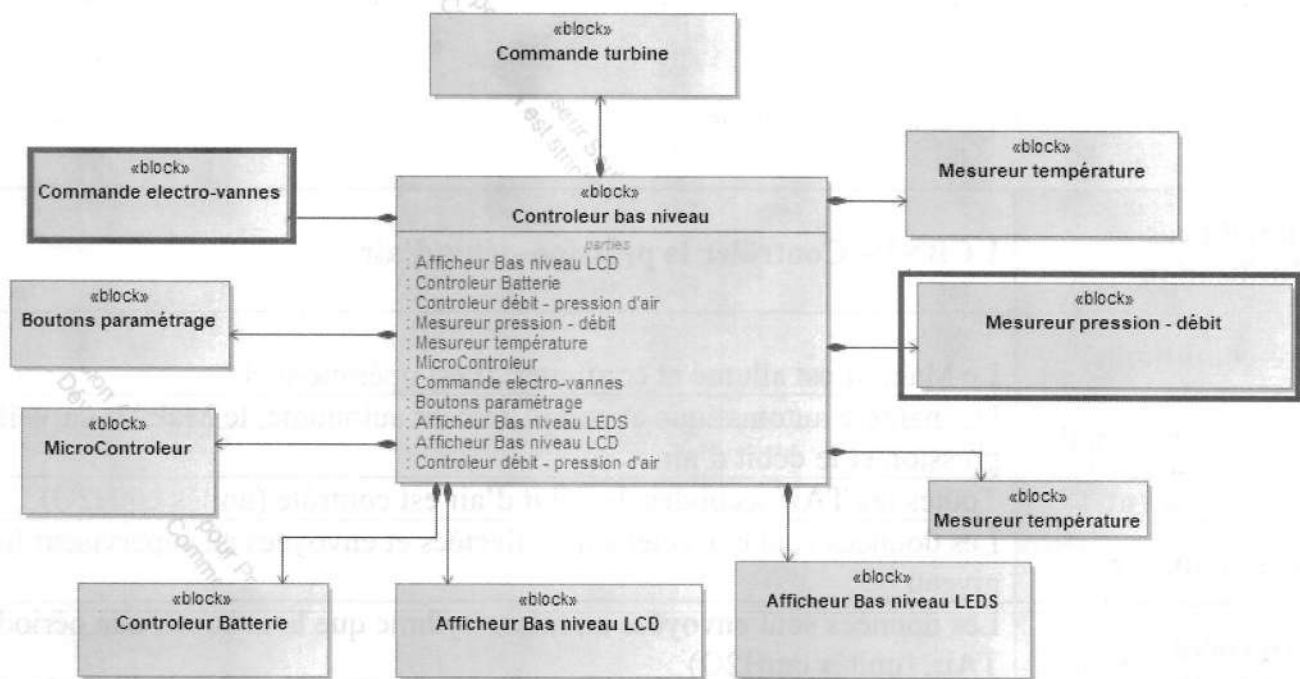 «block»
Commande turbine
«block»
Commande electro-vannes
«block»
Controleur bas niveau
parties
: Afficheur Bas niveau LCD
: Controleur Batterie
: Controleur débit - pression d'air
: Mesureur pression - débit
: Mesureur température
: MicroControleur
: Commande electro-vannes
: Boutons paramétrage
: Afficheur Bas niveau LEDS
: Afficheur Bas niveau LCD
: Controleur débit - pression d'air
«block»
Mesureur température
«block»
Boutons paramétrage
«block»
Mesureur pression - débit
«block»
MicroControleur
«block»
Mesureur température
«block»
Controleur Batterie
«block»
Afficheur Bas niveau LCD
«block»
Afficheur Bas niveau LEDS